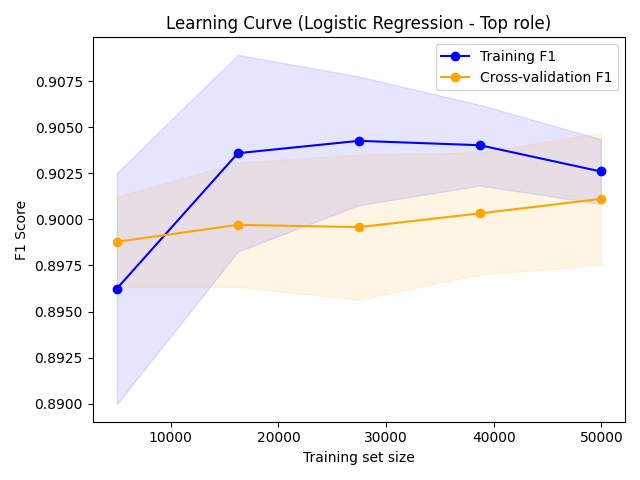 Learning Curve (Logistic Regression - Top role)
Training F1
Cross-validation F1
0.9075
0.9050
0.9025
0.9000
0.8975
0.8950
0.8925
0.8900
F1 Score
10000 20000 30000 40000 50000
Training set size